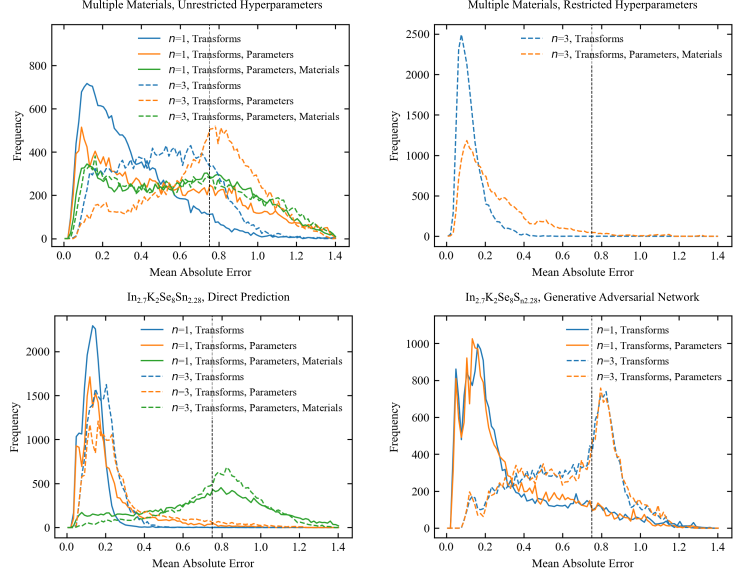 Multiple Materials, Unrestricted Hyperparameters
n=1, Transforms
n=1, Transforms, Parameters
n=1, Transforms, Parameters, Materials
n=3, Transforms
n=3, Transforms, Parameters
n=3, Transforms, Parameters, Materials
Frequency
0
200
400
600
800
0.0 0.2 0.4 0.6 0.8 1.0 1.2 1.4
Mean Absolute Error
Multiple Materials, Restricted Hyperparameters
n=3, Transforms
n=3, Transforms, Parameters, Materials
Frequency
0
500
1000
1500
2000
2500
0.0 0.2 0.4 0.6 0.8 1.0 1.2 1.4
Mean Absolute Error
In2.7K2Se8Sn2.28, Direct Prediction
n=1, Transforms
n=1, Transforms, Parameters
n=1, Transforms, Parameters, Materials
n=3, Transforms
n=3, Transforms, Parameters
n=3, Transforms, Parameters, Materials
Frequency
0
500
1000
1500
2000
0.0 0.2 0.4 0.6 0.8 1.0 1.2 1.4
Mean Absolute Error
In2.7K2Se8Sn2.28, Generative Adversarial Network
n=1, Transforms
n=1, Transforms, Parameters
n=3, Transforms
n=3, Transforms, Parameters
Frequency
0
200
400
600
800
1000
0.0 0.2 0.4 0.6 0.8 1.0 1.2 1.4
Mean Absolute Error